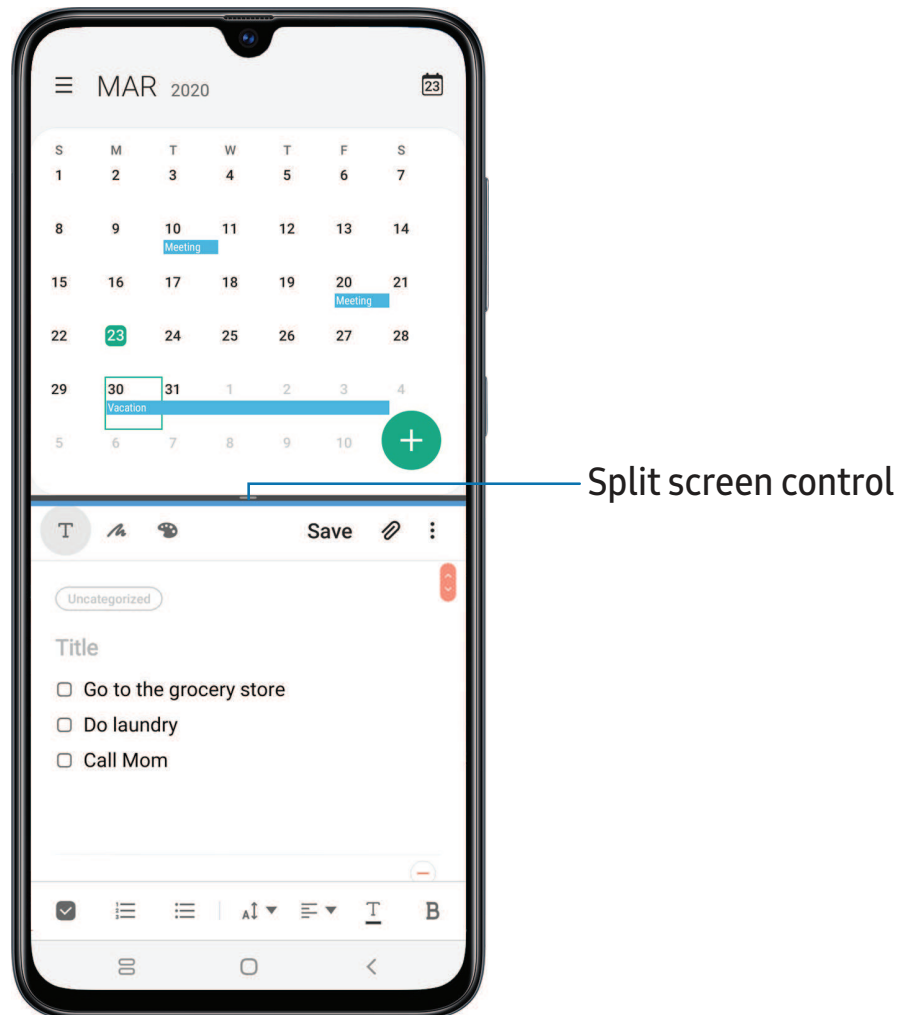 MAR 2020 23
S M T W T F S
1 2 3 4 5 6 7
8 9 10 11 12 13 14
Meeting
15 16 17 18 19 20 21
Meeting
22 23 24 25 26 27 28
29 30 31 1 2 3 4
Vacation
5 6 7 8 9 10
+
Split screen control
T Save
Uncategorized
Title
Go to the grocery store
Do laundry
Call Mom
A T B